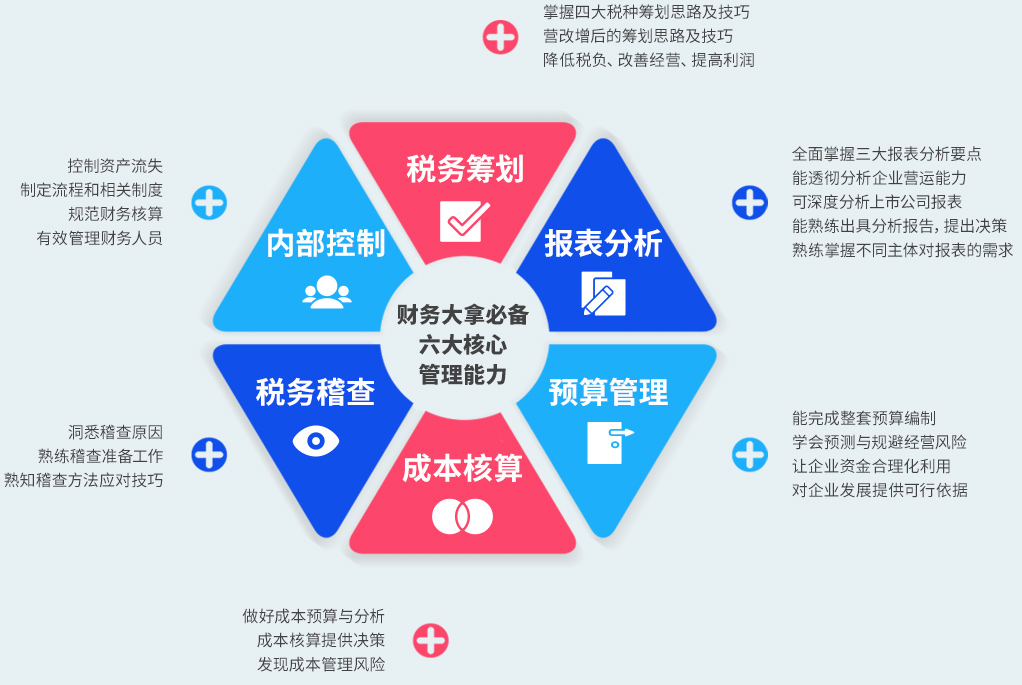 掌握四大税种筹划思路及技巧
营改增后的筹划思路及技巧
降低税负、改善经营、提高利润
税务筹划
控制资产流失
制定流程和相关制度
规范财务核算
有效管理财务人员
内部控制
报表分析
全面掌握三大报表分析要点
能透彻分析企业营运能力
可深度分析上市公司报表
能熟练出具分析报告，提出决策
熟练掌握不同主体对报表的需求
财务大拿必备
六大核心
管理能力
洞悉稽查原因
熟练稽查准备工作
熟知稽查方法应对技巧
税务稽查
预算管理
能完成整套预算编制
学会预测与规避经营风险
让企业资金合理化利用
对企业发展提供可行依据
成本核算
做好成本预算与分析
成本核算提供决策
发现成本管理风险